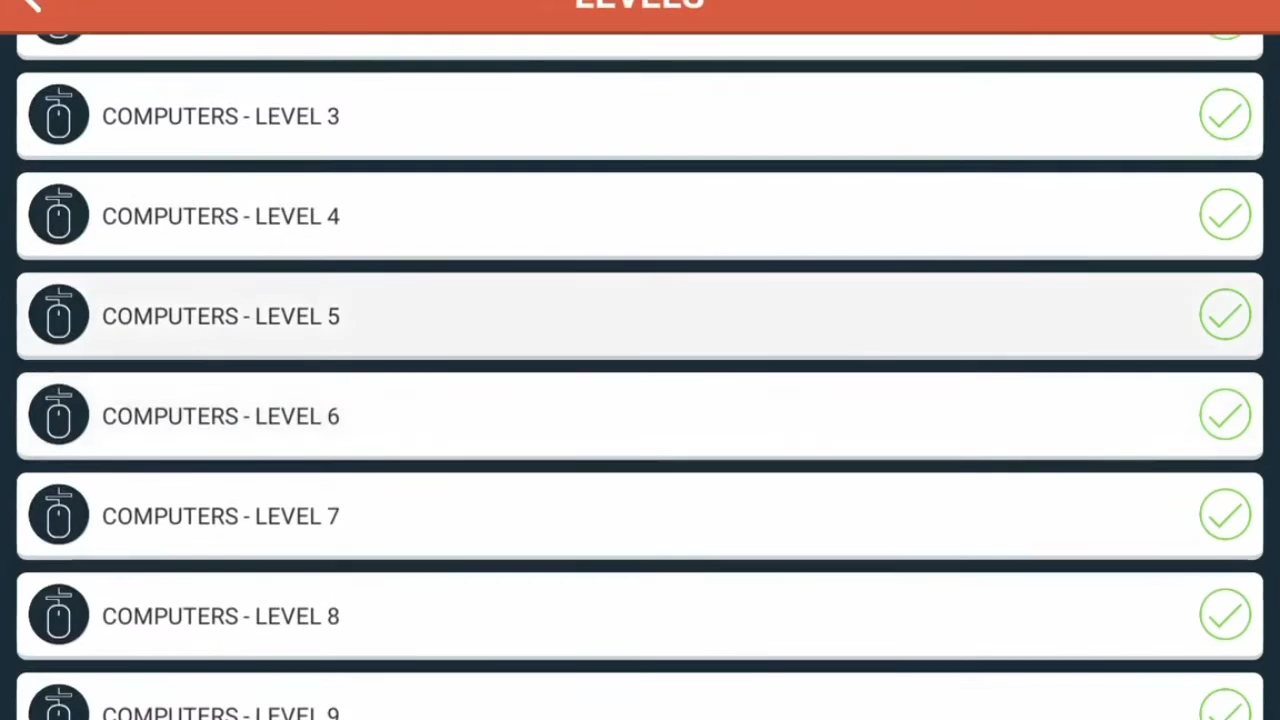 LEVELS
COMPUTERS - LEVEL 3
COMPUTERS - LEVEL 4
COMPUTERS - LEVEL 5
COMPUTERS - LEVEL 6
COMPUTERS - LEVEL 7
COMPUTERS - LEVEL 8
COMPUTERS - LEVEL 9